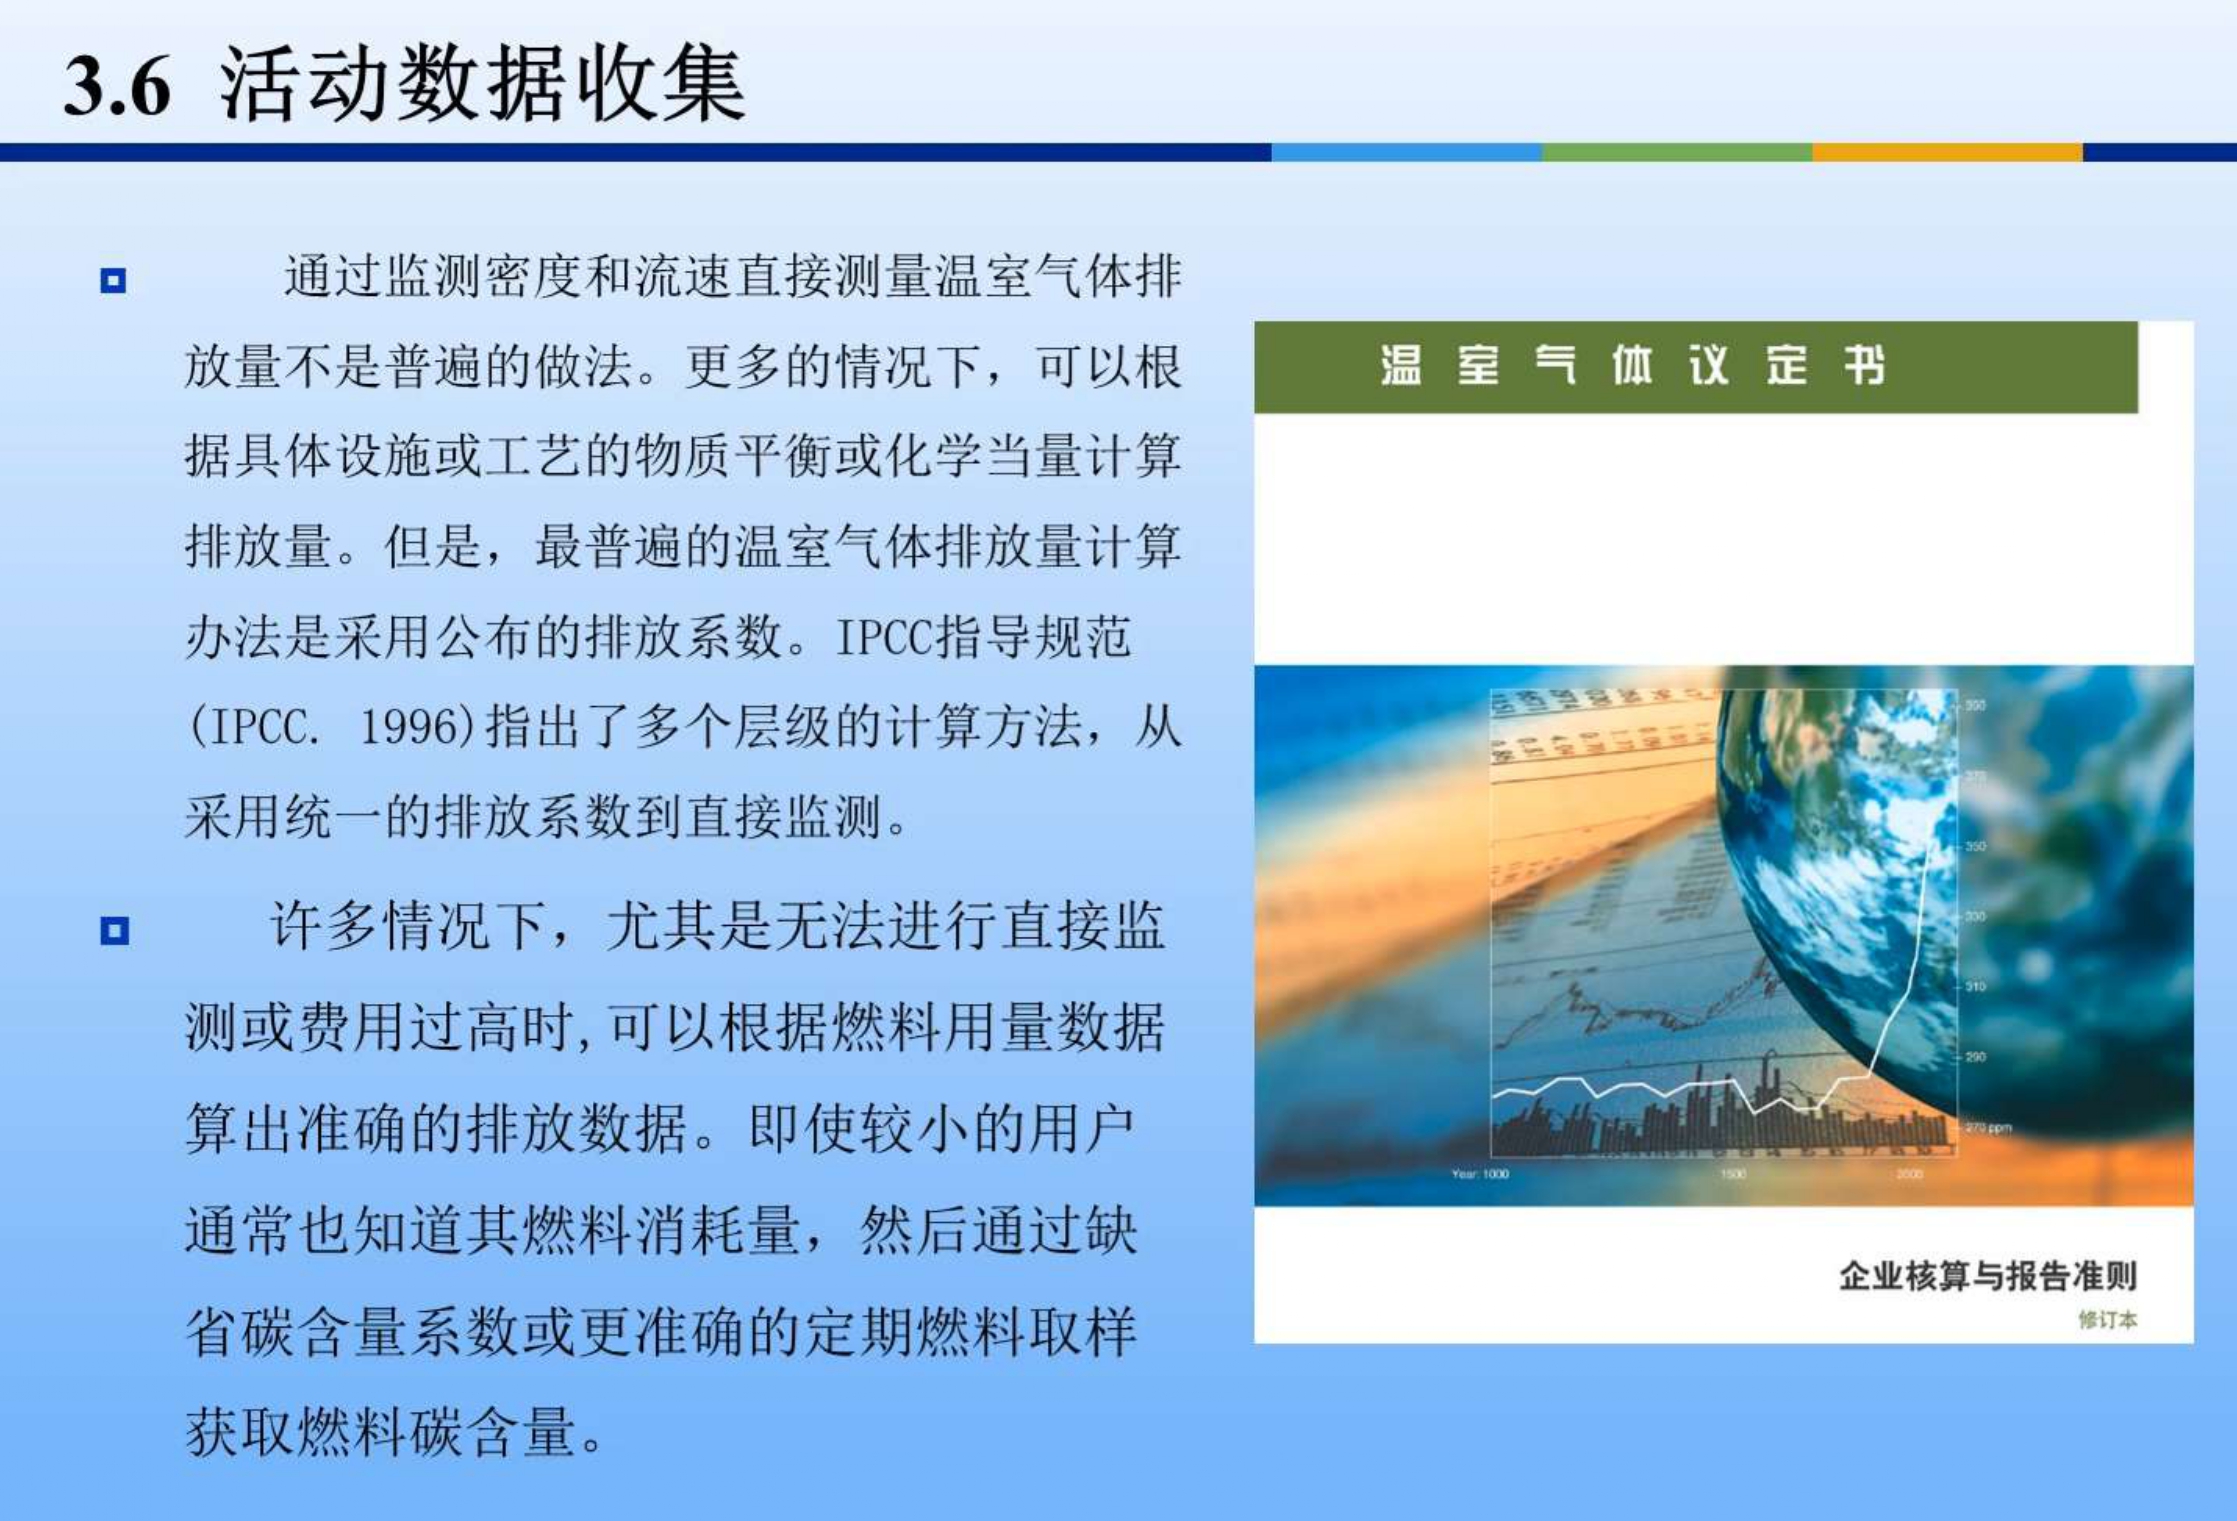 3.6 活动数据收集
通过监测密度和流速直接测量温室气体排
放量不是普遍的做法。更多的情况下，可以根
据具体设施或工艺的物质平衡或化学当量计算
排放量。但是，最普遍的温室气体排放量计算
办法是采用公布的排放系数。IPCC指导规范
(IPCC. 1996)指出了多个层级的计算方法，从
采用统一的排放系数到直接监测。
许多情况下，尤其是无法进行直接监
测或费用过高时,可以根据燃料用量数据
算出准确的排放数据。即使较小的用户
通常也知道其燃料消耗量，然后通过缺
省碳含量系数或更准确的定期燃料取样
获取燃料碳含量。
温室气体议定书
390
370
350
330
310
290
270 ppm
Year: 1000
1500
2000
企业核算与报告准则
修订本